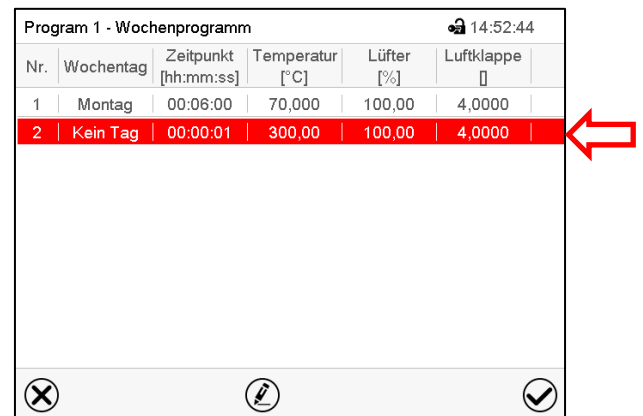 Program 1 - Wochenprogramm 14:52:44
Nr. Wochentag Zeitpunkt [hh:mm:ss] Temperatur [°C] Lüfter [%] Luftklappe []
1 Montag 00:06:00 70,000 100,00 4,0000
2 Kein Tag 00:00:01 300,00 100,00 4,0000